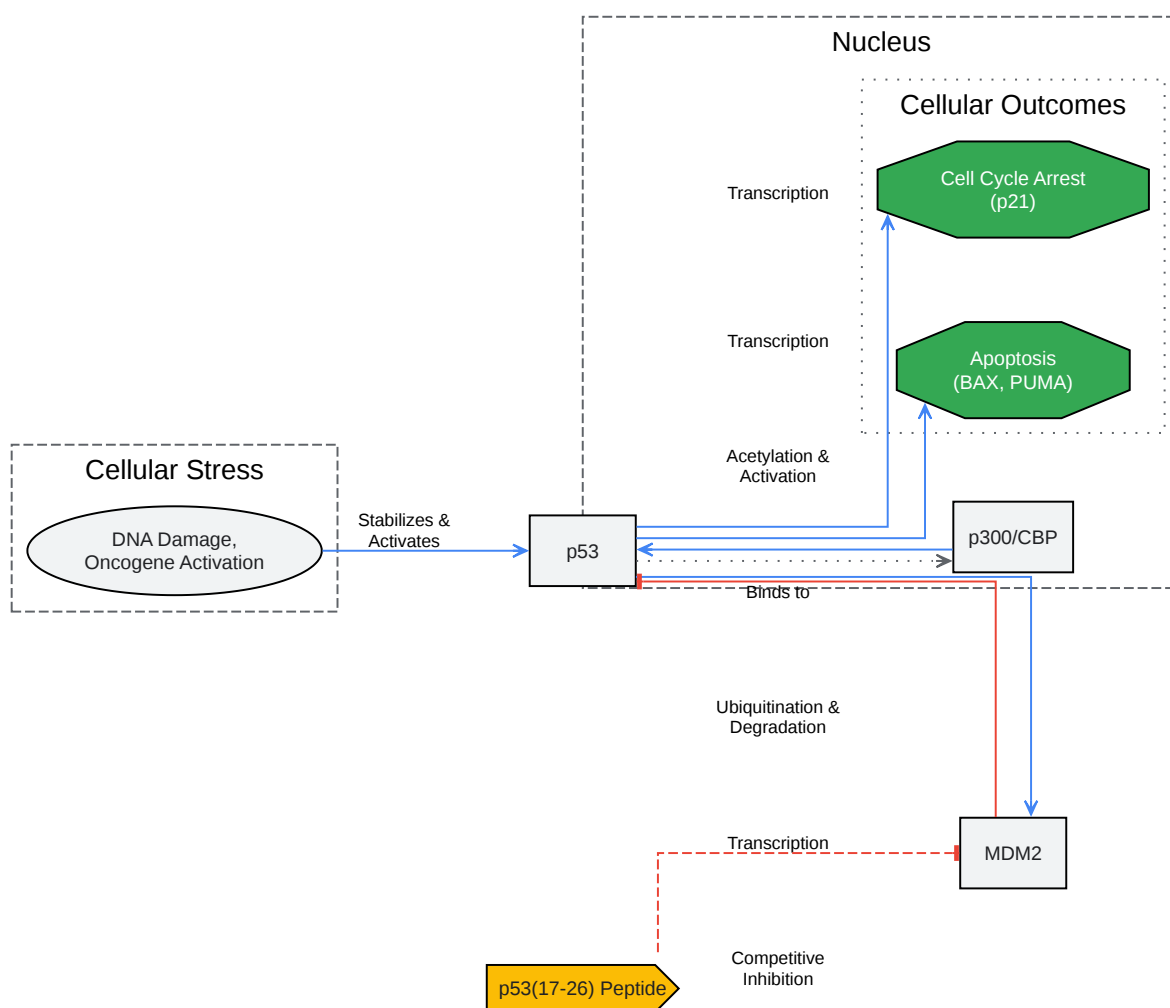 Nucleus
Cellular Outcomes
Cell Cycle Arrest
(p21)
Transcription
Transcription
Apoptosis
(BAX, PUMA)
Acetylation &
Activation
Cellular Stress
DNA Damage,
Oncogene Activation
Stabilizes &
Activates
p53
p300/CBP
Binds to
Ubiquitination &
Degradation
Transcription
MDM2
Competitive
Inhibition
p53(17-26) Peptide